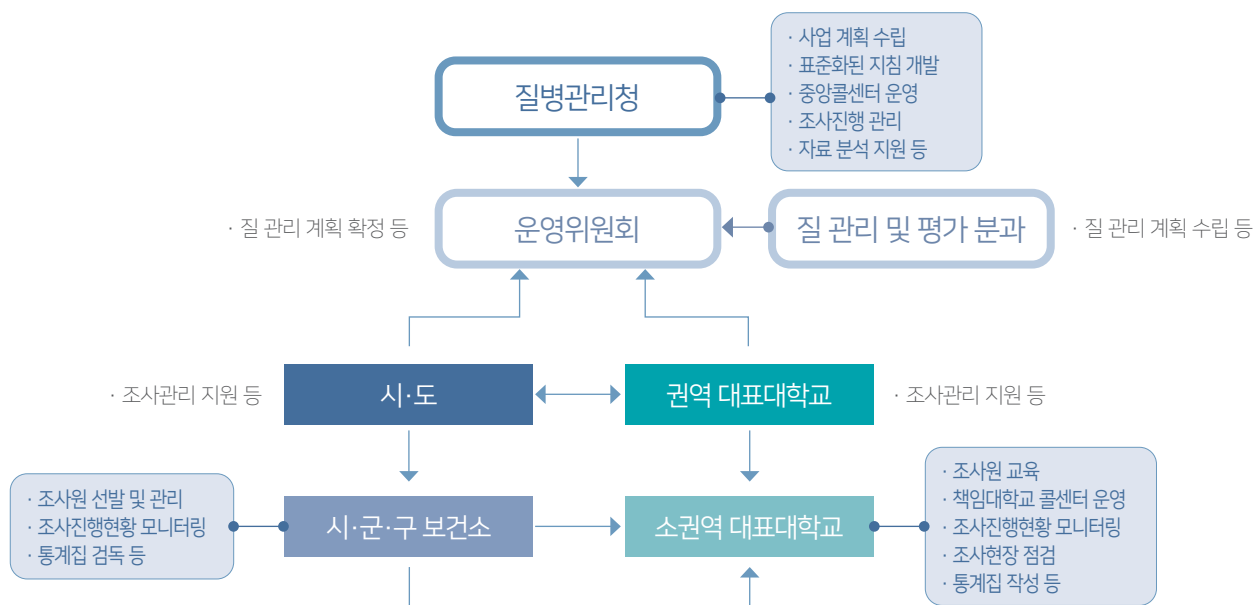 · 사업 계획 수립
· 표준화된 지침 개발
· 중앙콜센터 운영
· 조사진행 관리
· 자료 분석 지원 등
질병관리청
· 질 관리 계획 확정 등
운영위원회
질 관리 및 평가 분과
· 질 관리 계획 수립 등
· 조사관리 지원 등
시·도
권역 대표대학교
· 조사관리 지원 등
· 조사원 선발 및 관리
· 조사진행현황 모니터링
· 통계집 검독 등
시·군·구 보건소
소권역 대표대학교
· 조사원 교육
· 책임대학교 콜센터 운영
· 조사진행현황 모니터링
· 조사현장 점검
· 통계집 작성 등